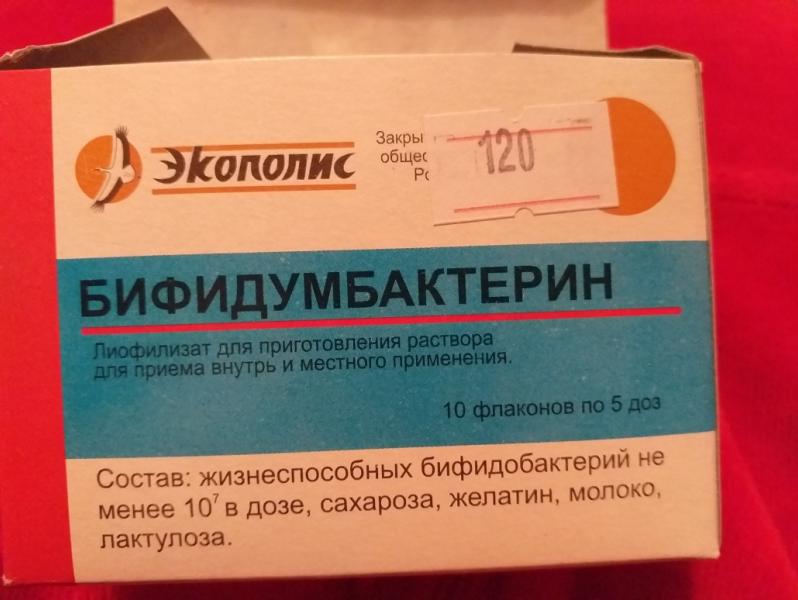 Экополис
Закры
общес
120
БИФИДУМБАКТЕРИН
Лиофилизат для приготовления раствора
для приема внутрь и местного применения.
10 флаконов по 5 доз
Состав: жизнеспособных бифидобактерий не
менее 10⁷ в дозе, сахароза, желатин, молоко,
лактулоза.